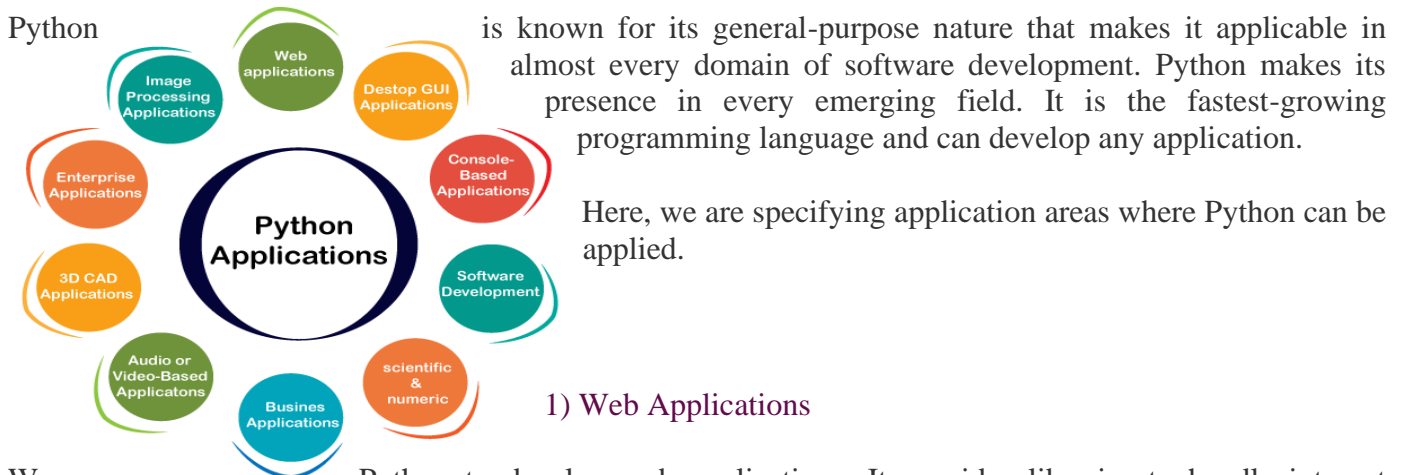 Python is known for its general-purpose nature that makes it applicable in
almost every domain of software development. Python makes its
presence in every emerging field. It is the fastest-growing
programming language and can develop any application.
Here, we are specifying application areas where Python can be
applied.
Web
applications
Destop GUI
Applications
Console-
Based
Applications
Software
Development
scientific
&
numeric
Busines
Applications
Audio or
Video-Based
Applicatons
3D CAD
Applications
Enterprise
Applications
Image
Processing
Applications
Python
Applications
1) Web Applications